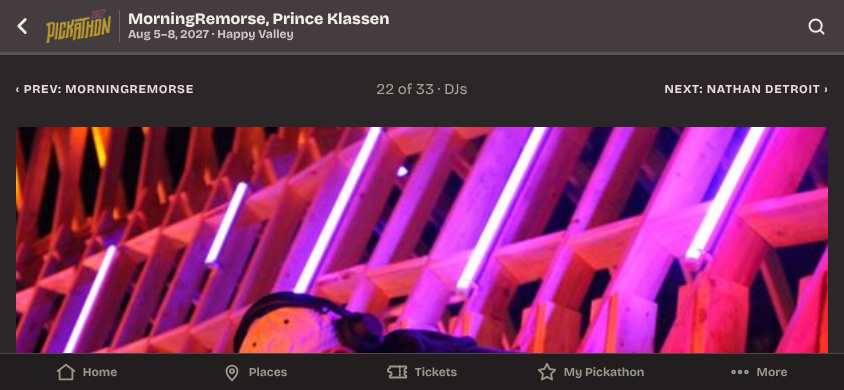 PICKATHON
MorningRemorse, Prince Klassen
Aug 5–8, 2027 · Happy Valley
‹ PREV: MORNINGREMORSE
22 of 33 · DJs
NEXT: NATHAN DETROIT ›
Home
Places
Tickets
My Pickathon
More